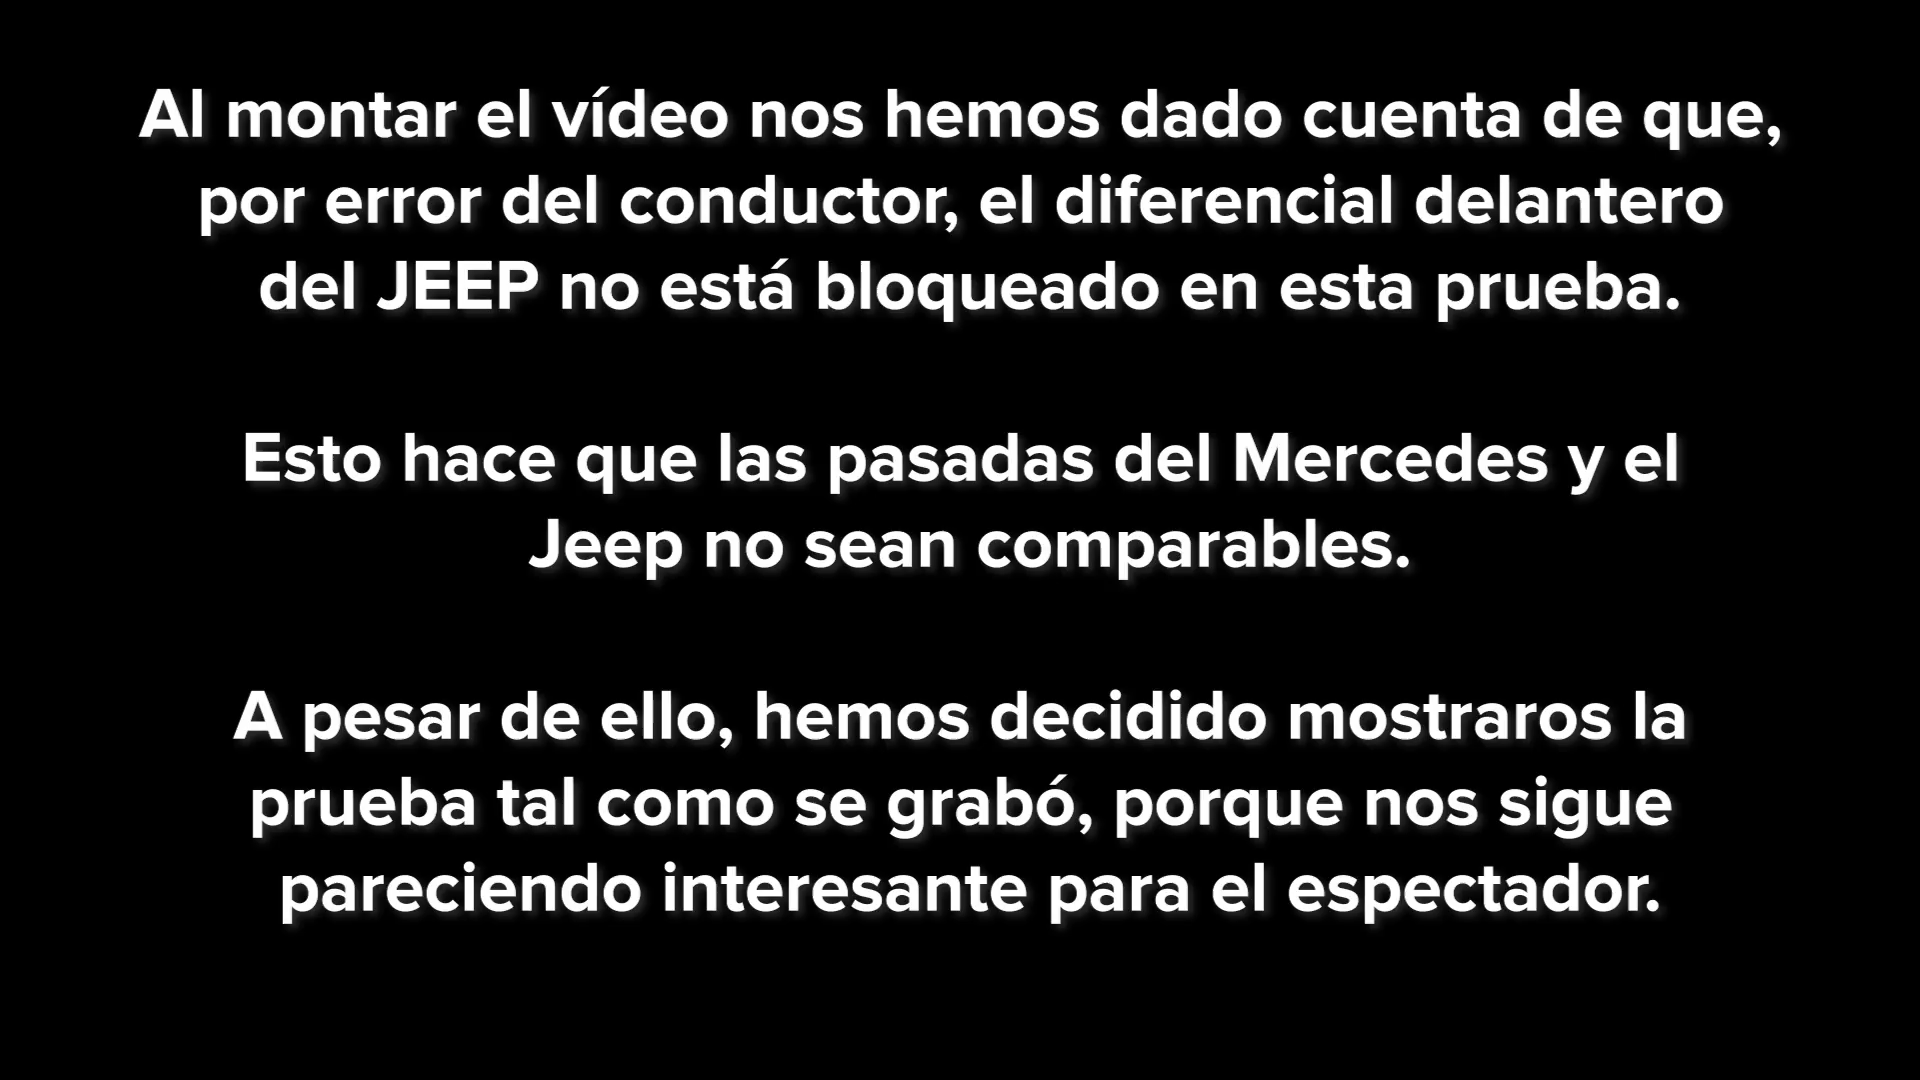 Al montar el vídeo nos hemos dado cuenta de que,
por error del conductor, el diferencial delantero
del JEEP no está bloqueado en esta prueba.
Esto hace que las pasadas del Mercedes y el
Jeep no sean comparables.
A pesar de ello, hemos decidido mostraros la
prueba tal como se grabó, porque nos sigue
pareciendo interesante para el espectador.